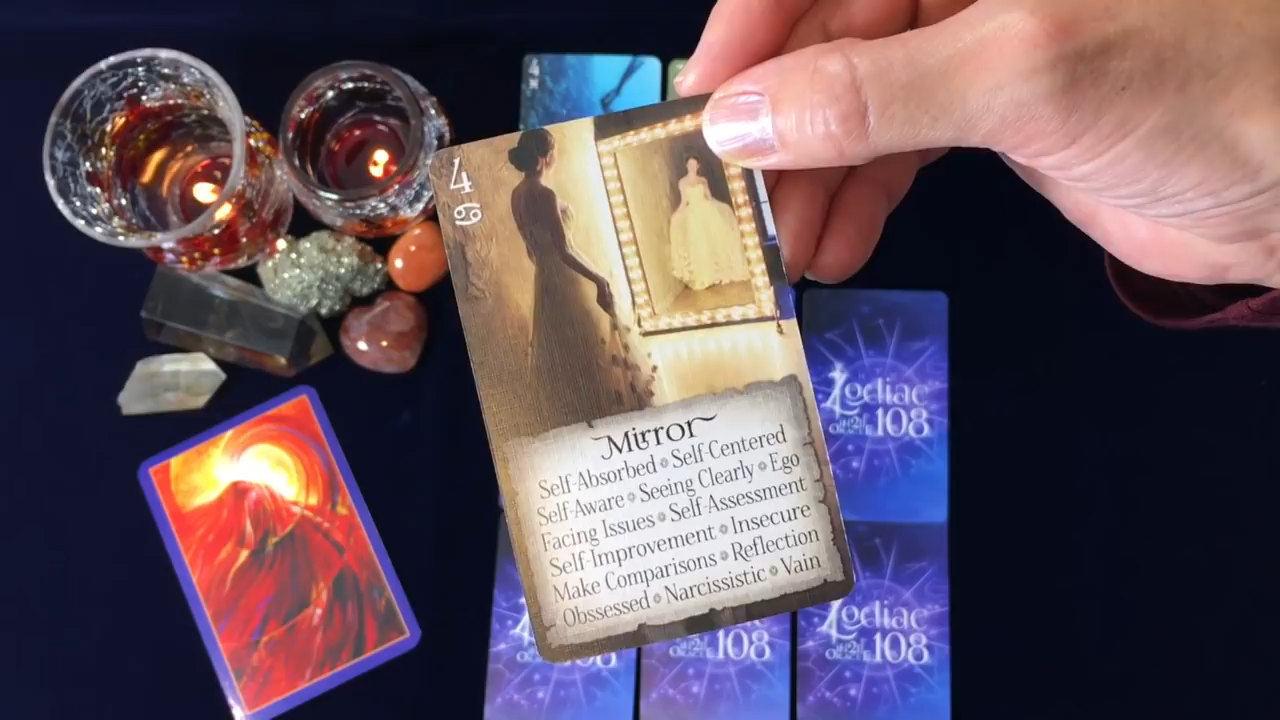 4
♋
Mirror
Self-Absorbed • Self-Centered
Self-Aware • Seeing Clearly • Ego
Facing Issues • Self-Assessment
Self-Improvement • Insecure
Make Comparisons • Reflection
Obssessed • Narcissistic • Vain
Zodiac
108
Zodiac
108
108